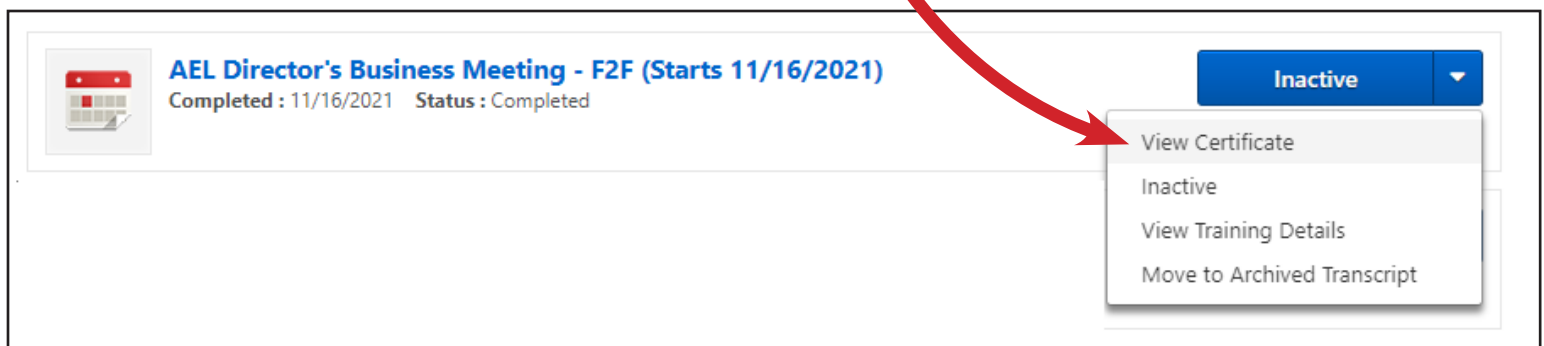 AEL Director's Business Meeting - F2F (Starts 11/16/2021)
Completed : 11/16/2021 Status : Completed
Inactive
View Certificate
Inactive
View Training Details
Move to Archived Transcript